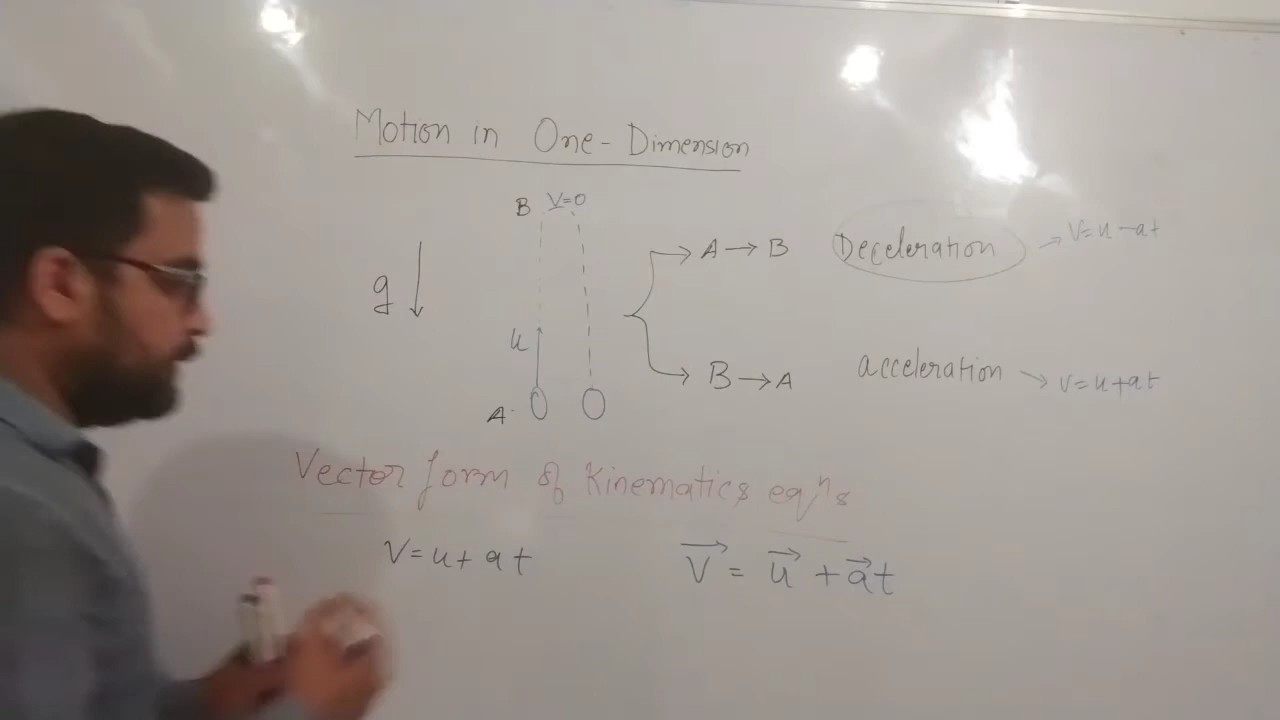 Motion in One-Dimension
B V=0
A → B Deceleration → V=u-at
g ↓
u
B → A acceleration → V=u+at
A
Vector form of Kinematics eqⁿs
V=u+at
V⃗ = u⃗ + a⃗t